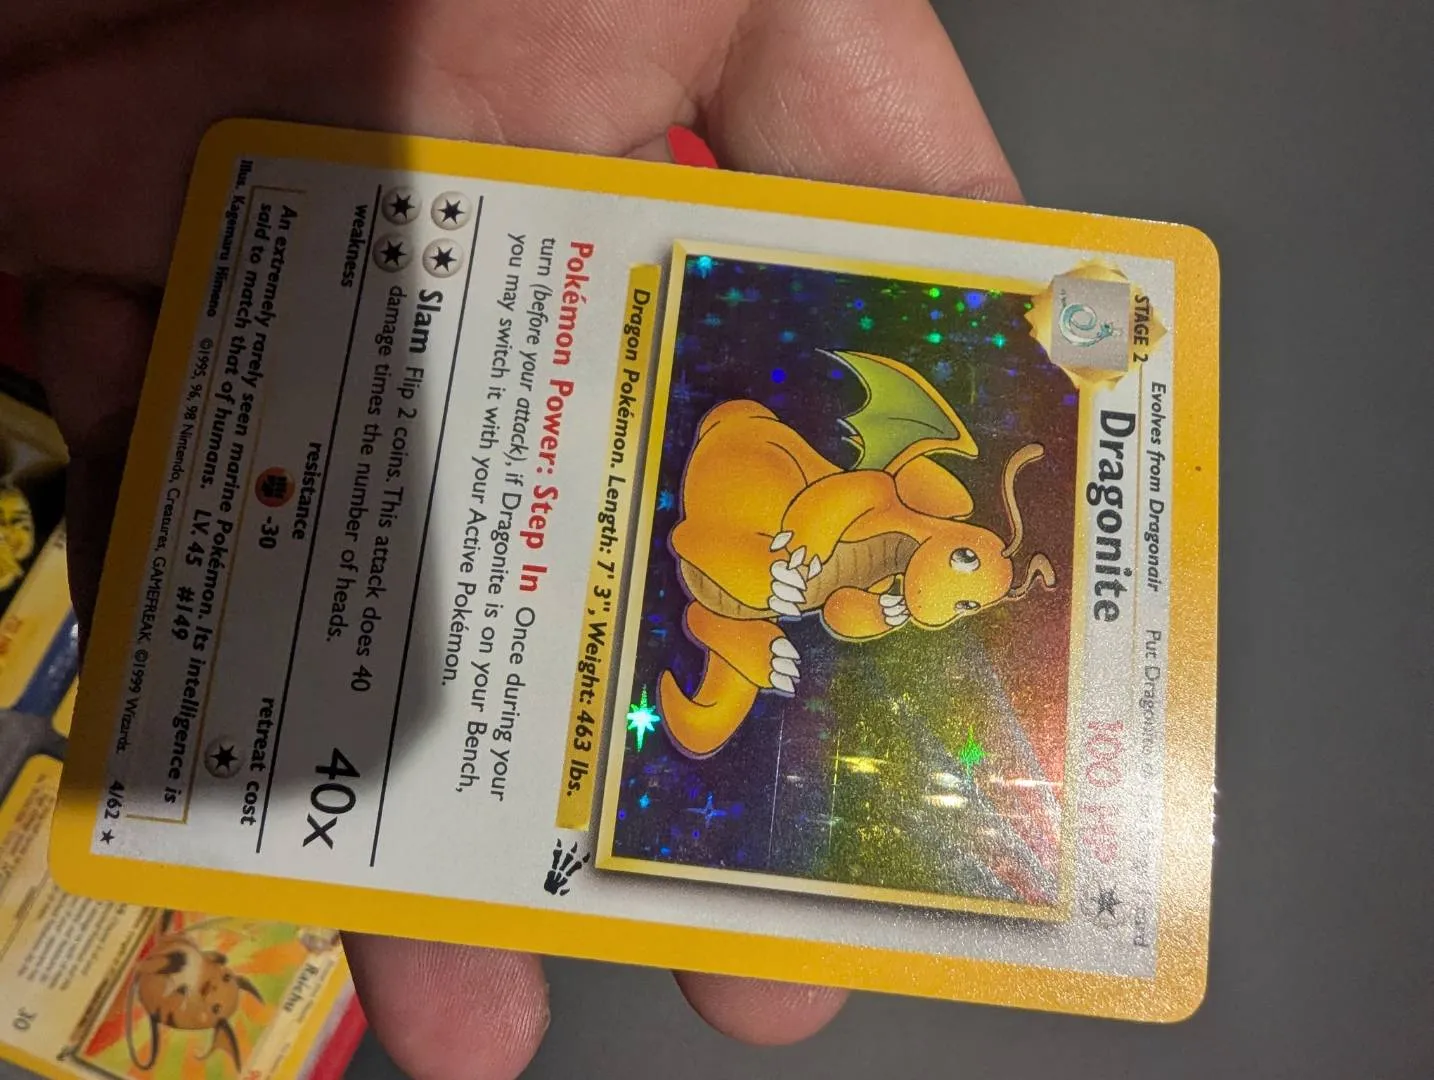 STAGE 2
Evolves from Dragonair
Put Dragonite
Dragonite
100 HP
Dragon Pokémon. Length: 7' 3", Weight: 463 lbs.
Pokémon Power: Step In Once during your
turn (before your attack), if Dragonite is on your Bench,
you may switch it with your Active Pokémon.
Slam Flip 2 coins. This attack does 40
damage times the number of heads.
40x
weakness
resistance
retreat cost
-30
An extremely rarely seen marine Pokémon. Its intelligence is
said to match that of humans. LV. 45 #149
Illus. Kagemaru Himeno ©1995, 96, 98 Nintendo, Creatures, GAMEFREAK. ©1999 Wizards. 4/62
Raichu